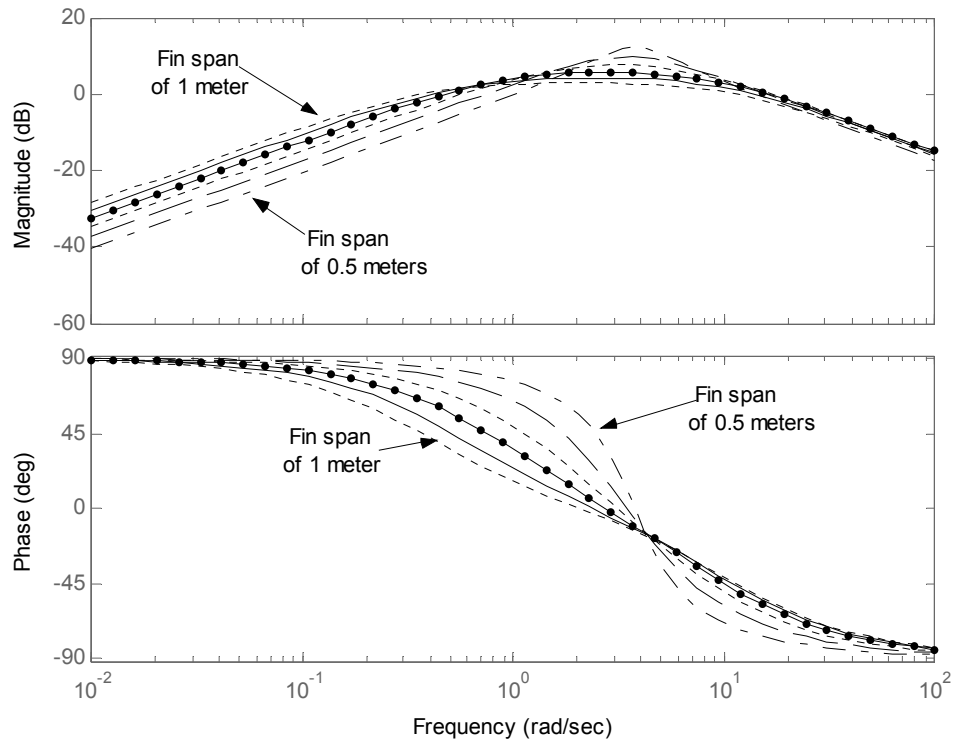 20
0
-20
-40
-60
Magnitude (dB)
Fin span
of 1 meter
Fin span
of 0.5 meters
90
45
0
-45
-90
Phase (deg)
Fin span
of 0.5 meters
Fin span
of 1 meter
10^-2
10^-1
10^0
10^1
10^2
Frequency (rad/sec)